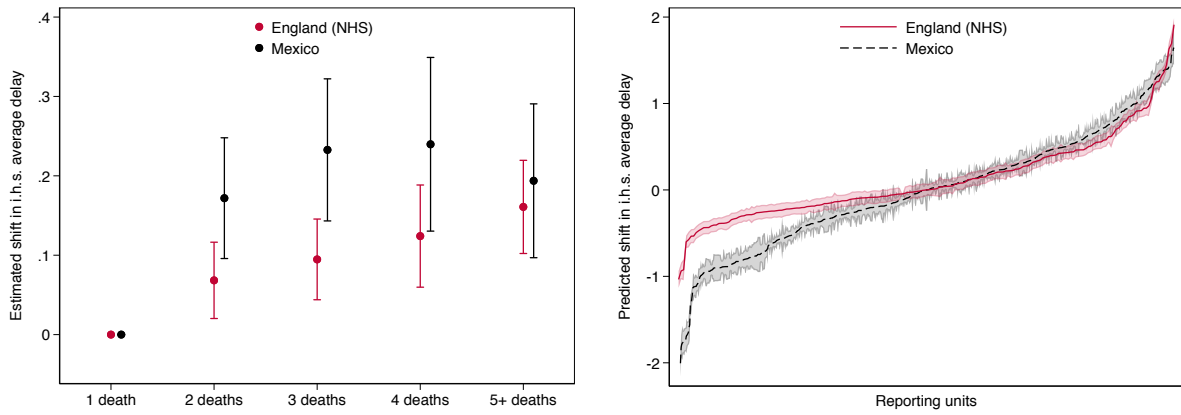 Estimated shift in i.h.s. average delay
.4
.3
.2
.1
0
England (NHS)
Mexico
1 death
2 deaths
3 deaths
4 deaths
5+ deaths
Predicted shift in i.h.s. average delay
2
1
0
-1
-2
England (NHS)
Mexico
Reporting units